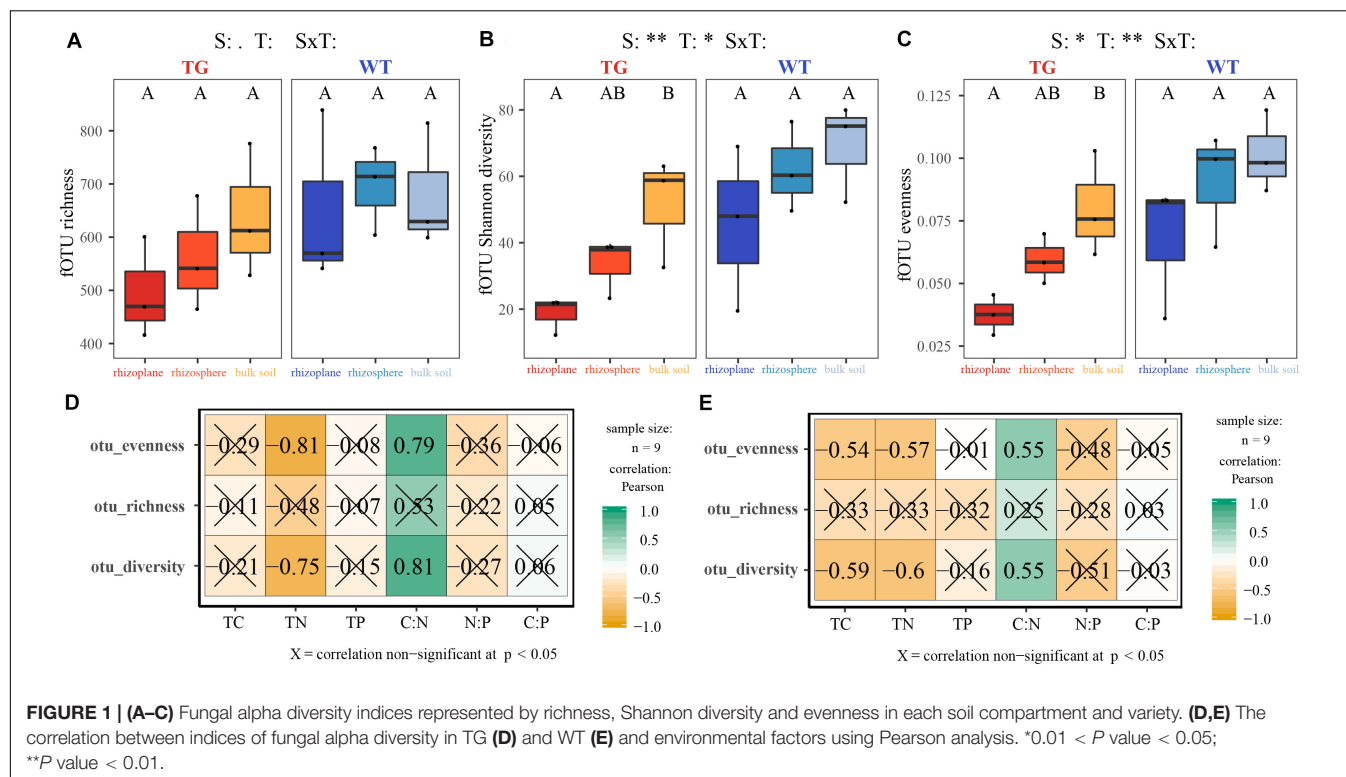 A
S: . T: SxT:
TG
WT
A A A
A A A
fOTU richness
800
700
600
500
400
rhizoplane rhizosphere bulk soil
rhizoplane rhizosphere bulk soil
B
S: ** T: * SxT:
TG
WT
A AB B
A A A
fOTU Shannon diversity
80
60
40
20
rhizoplane rhizosphere bulk soil
rhizoplane rhizosphere bulk soil
C
S: * T: ** SxT:
TG
WT
A AB B
A A A
fOTU evenness
0.125
0.100
0.075
0.050
0.025
rhizoplane rhizosphere bulk soil
rhizoplane rhizosphere bulk soil
D
otu_evenness −0.29 −0.81 −0.08 0.79 −0.36 −0.06
otu_richness −0.11 −0.48 −0.07 0.53 −0.22 0.05
otu_diversity −0.21 −0.75 −0.15 0.81 −0.27 0.06
TC TN TP C:N N:P C:P
X = correlation non−significant at p < 0.05
sample size:
n = 9
correlation:
Pearson
1.0
0.5
0.0
−0.5
−1.0
E
otu_evenness −0.54 −0.57 −0.01 0.55 −0.48 −0.05
otu_richness −0.33 −0.33 −0.32 0.25 −0.28 0.03
otu_diversity −0.59 −0.6 −0.16 0.55 −0.51 −0.03
TC TN TP C:N N:P C:P
X = correlation non−significant at p < 0.05
sample size:
n = 9
correlation:
Pearson
1.0
0.5
0.0
−0.5
−1.0
FIGURE 1 | (A–C) Fungal alpha diversity indices represented by richness, Shannon diversity and evenness in each soil compartment and variety. (D,E) The
correlation between indices of fungal alpha diversity in TG (D) and WT (E) and environmental factors using Pearson analysis. *0.01 < P value < 0.05;
**P value < 0.01.